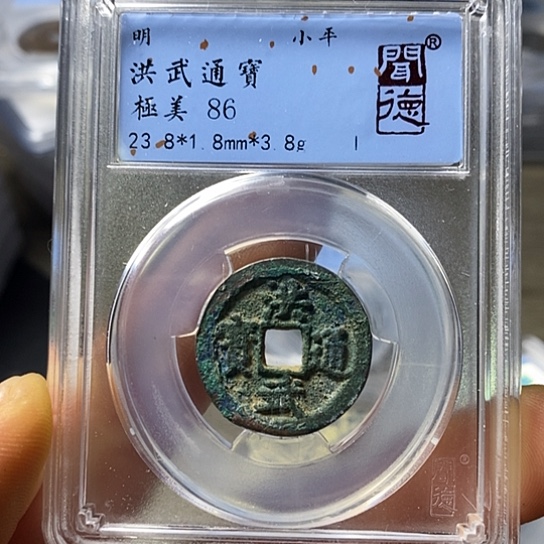 明 小平
洪武通寶
極美 86
23.8*1.8mm*3.8g
聞德®
洪武通寶